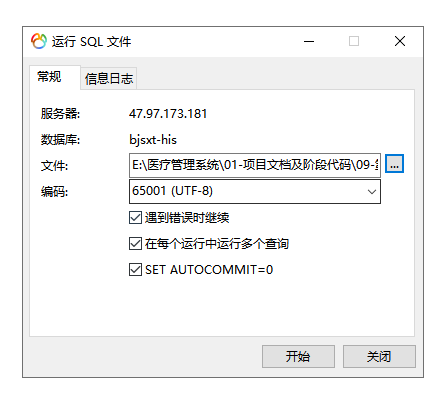 运行 SQL 文件
常规
信息日志
服务器: 47.97.173.181
数据库: bjsxt-his
文件: E:\医疗管理系统\01-项目文档及阶段代码\09-
...
编码: 65001 (UTF-8)
遇到错误时继续
在每个运行中运行多个查询
SET AUTOCOMMIT=0
开始
关闭